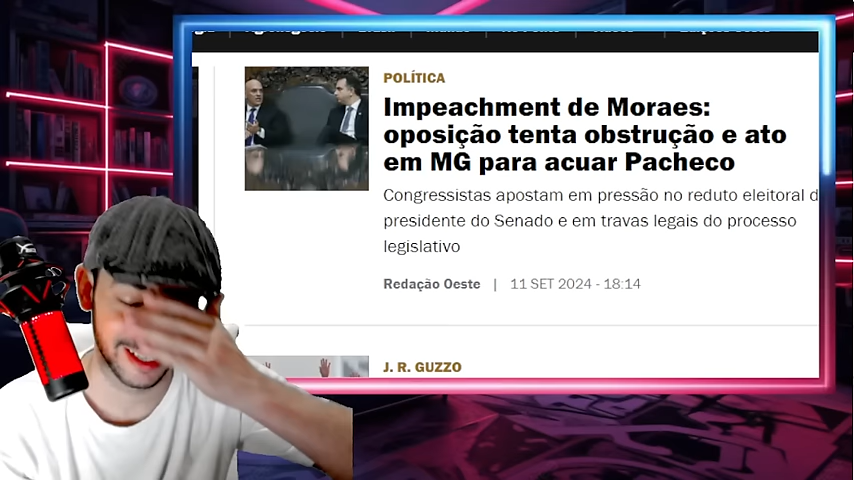 POLÍTICA
Impeachment de Moraes:
oposição tenta obstrução e ato
em MG para acuar Pacheco
Congressistas apostam em pressão no reduto eleitoral d
presidente do Senado e em travas legais do processo
legislativo
Redação Oeste | 11 SET 2024 - 18:14
J. R. GUZZO